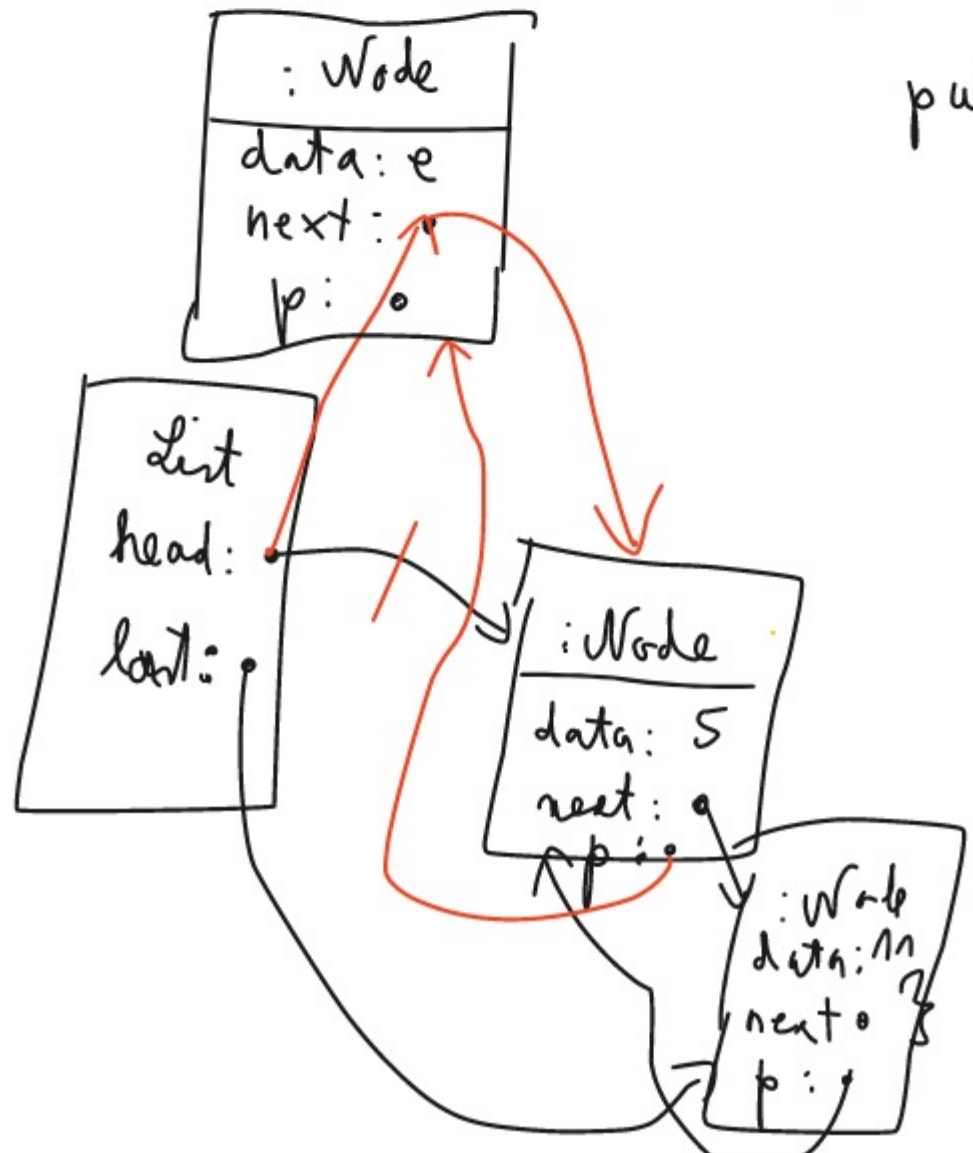 : Node
data: e
next:
p:
pu
List
head:
last:
: Node
data: 5
next:
p:
: Node
data: 11
next
p: